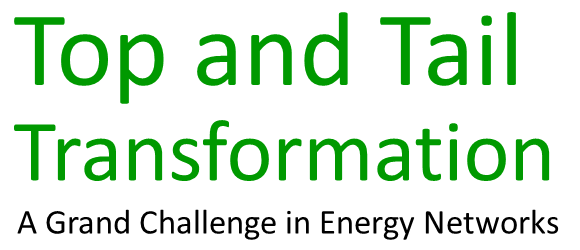 Top and Tail
Transformation
A Grand Challenge in Energy Networks